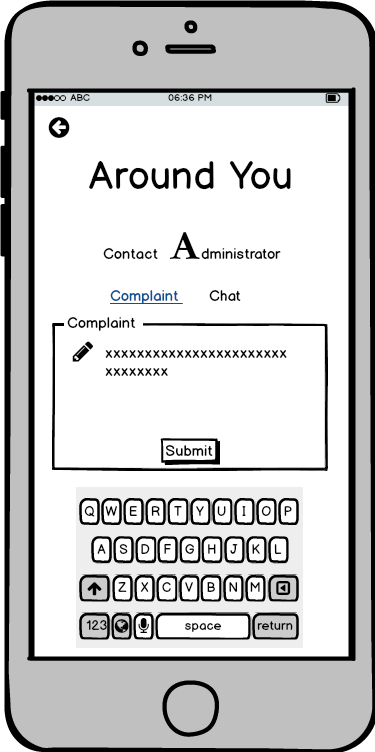 ABC 06:36 PM
Around You
Contact Administrator
Complaint Chat
Complaint
xxxxxxxxxxxxxxxxxxxxxxx
xxxxxxxx
Submit
Q W E R T Y U I O P
A S D F G H J K L
Z X C V B N M
123 space return